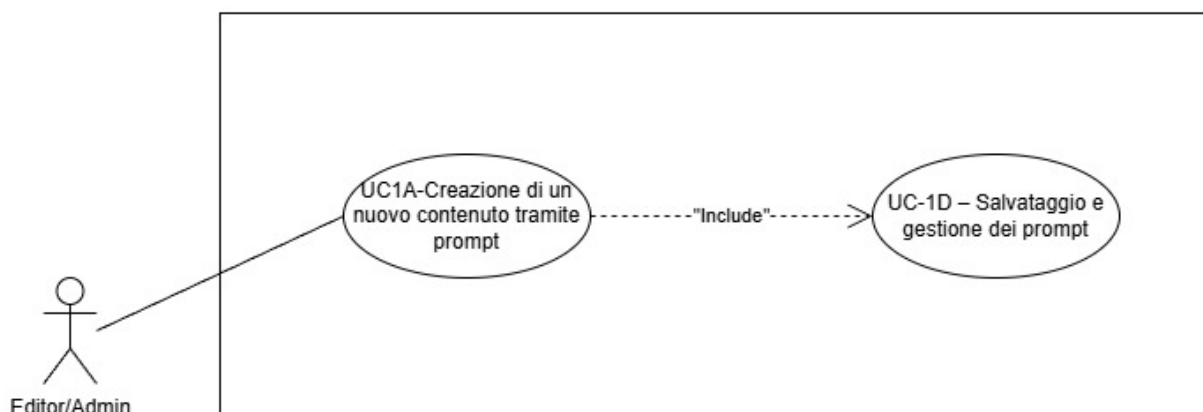 UC1A-Creazione di un
nuovo contenuto tramite
prompt
"Include"
UC-1D – Salvataggio e
gestione dei prompt
Editor/Admin